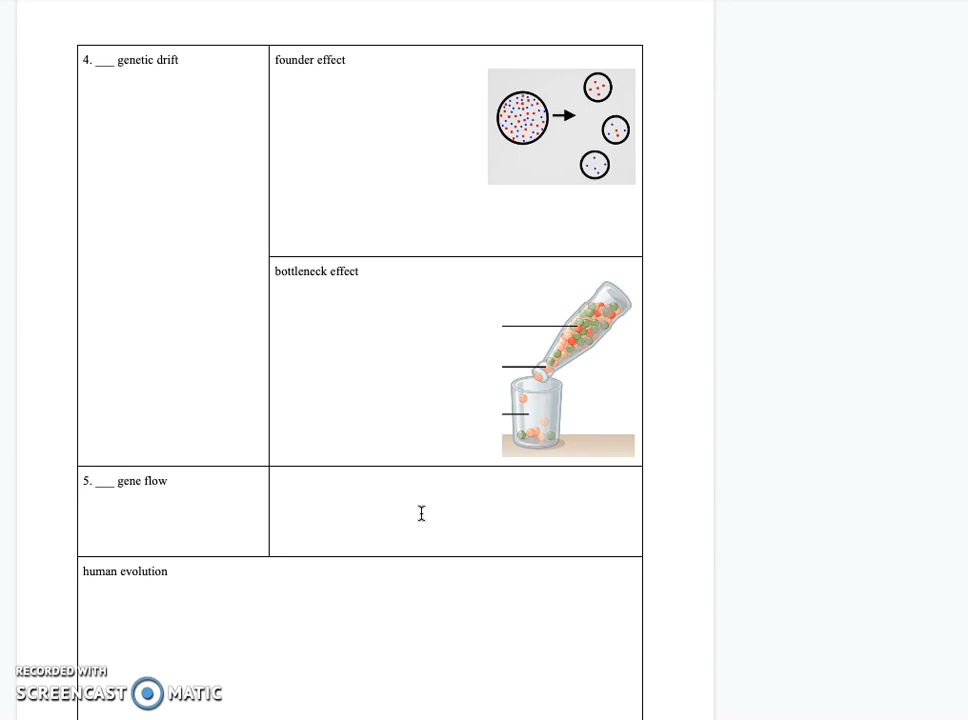 4. ___ genetic drift
founder effect
bottleneck effect
5. ___ gene flow
human evolution
RECORDED WITH
SCREENCAST MATIC